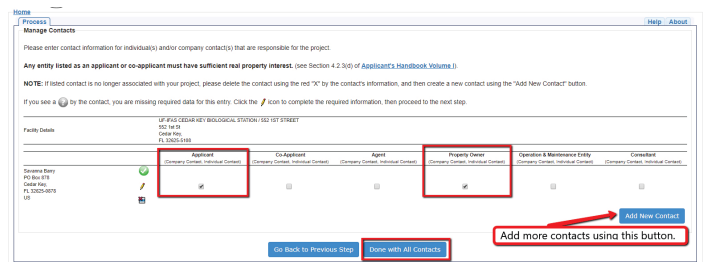 Home
Process
Help About
Manage Contacts
Please enter contact information for individual(s) and/or company contact(s) that are responsible for the project.
Any entity listed as an applicant or co-applicant must have sufficient real property interest. (see Section 4.2.3(d) of Applicant's Handbook Volume I).
NOTE: If listed contact is no longer associated with your project, please delete the contact using the red "X" by the contact's information, and then create a new contact using the "Add New Contact" button.
If you see a ? by the contact, you are missing required data for this entry. Click the icon to complete the required information, then proceed to the next step.
Facility Details
UF-IFAS CEDAR KEY BIOLOGICAL STATION / 552 1ST STREET
552 1st St
Cedar Key,
FL 32625-5188
Applicant
(Company Contact, Individual Contact)
Co-Applicant
(Company Contact, Individual Contact)
Agent
(Company Contact, Individual Contact)
Property Owner
(Company Contact, Individual Contact)
Operation & Maintenance Entity
(Company Contact, Individual Contact)
Consultant
(Company Contact, Individual Contact)
Savanna Barry
PO Box 878
Cedar Key,
FL 32625-0878
US
Add New Contact
Add more contacts using this button.
Go Back to Previous Step
Done with All Contacts